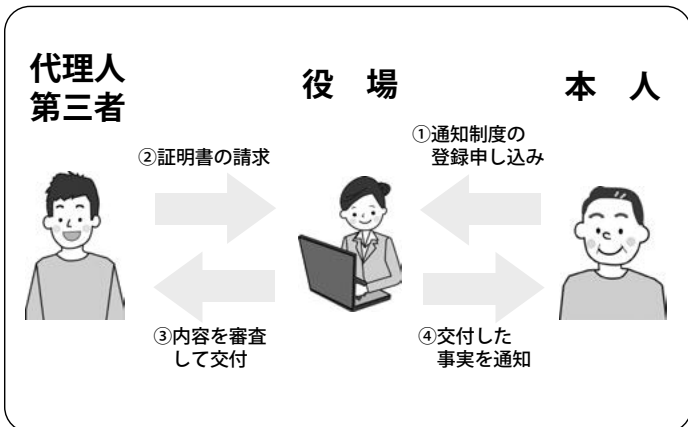 代理人
第三者
役　場
本　人
①通知制度の
登録申し込み
②証明書の請求
③内容を審査
して交付
④交付した
事実を通知